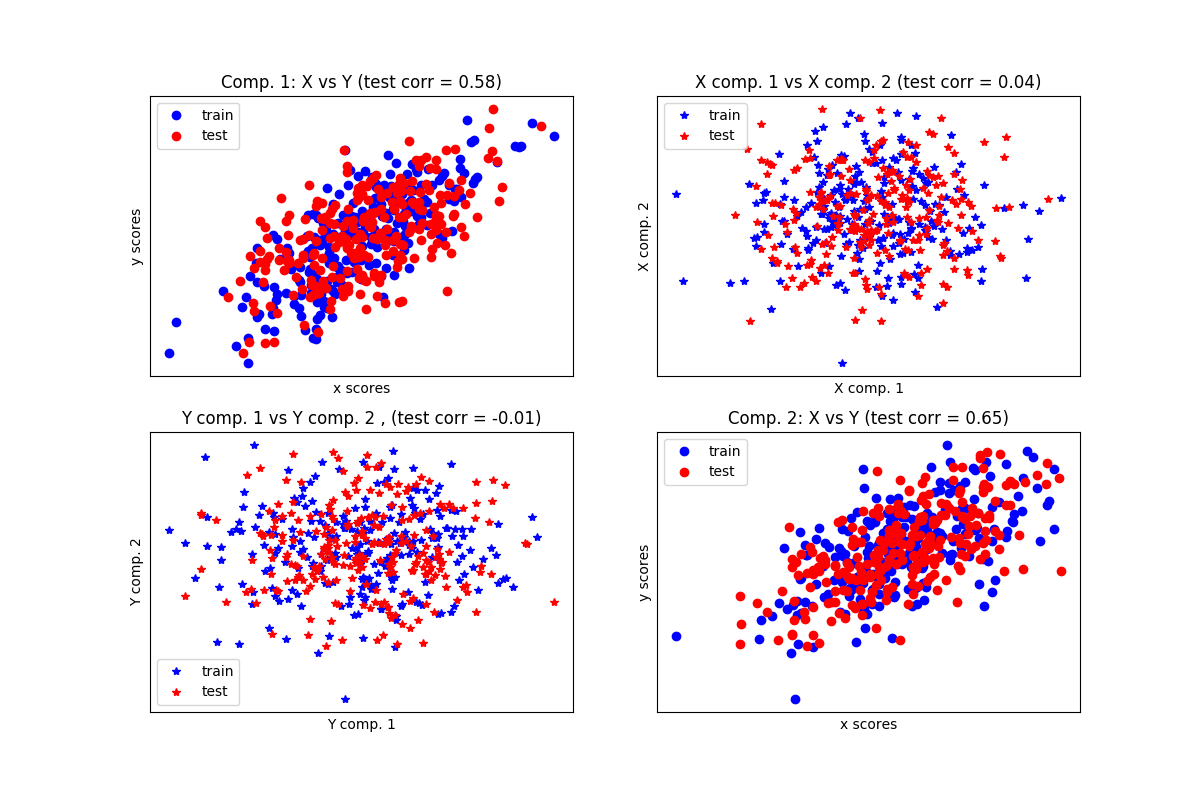 Comp. 1: X vs Y (test corr = 0.58)
train
test
y scores
x scores
X comp. 1 vs X comp. 2 (test corr = 0.04)
train
test
X comp. 2
X comp. 1
Y comp. 1 vs Y comp. 2 , (test corr = -0.01)
Y comp. 2
train
test
Y comp. 1
Comp. 2: X vs Y (test corr = 0.65)
train
test
y scores
x scores